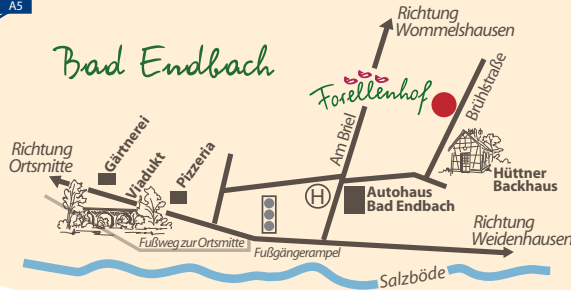 A5
Richtung
Wommelshausen
Bad Endbach
Forellenhof
Brühlstraße
Am Briel
Richtung
Ortsmitte
Gärtnerei
Viadukt
Pizzeria
H
Autohaus
Bad Endbach
Hüttner
Backhaus
Richtung
Weidenhausen
Fußweg zur Ortsmitte
Fußgängerampel
Salzböde